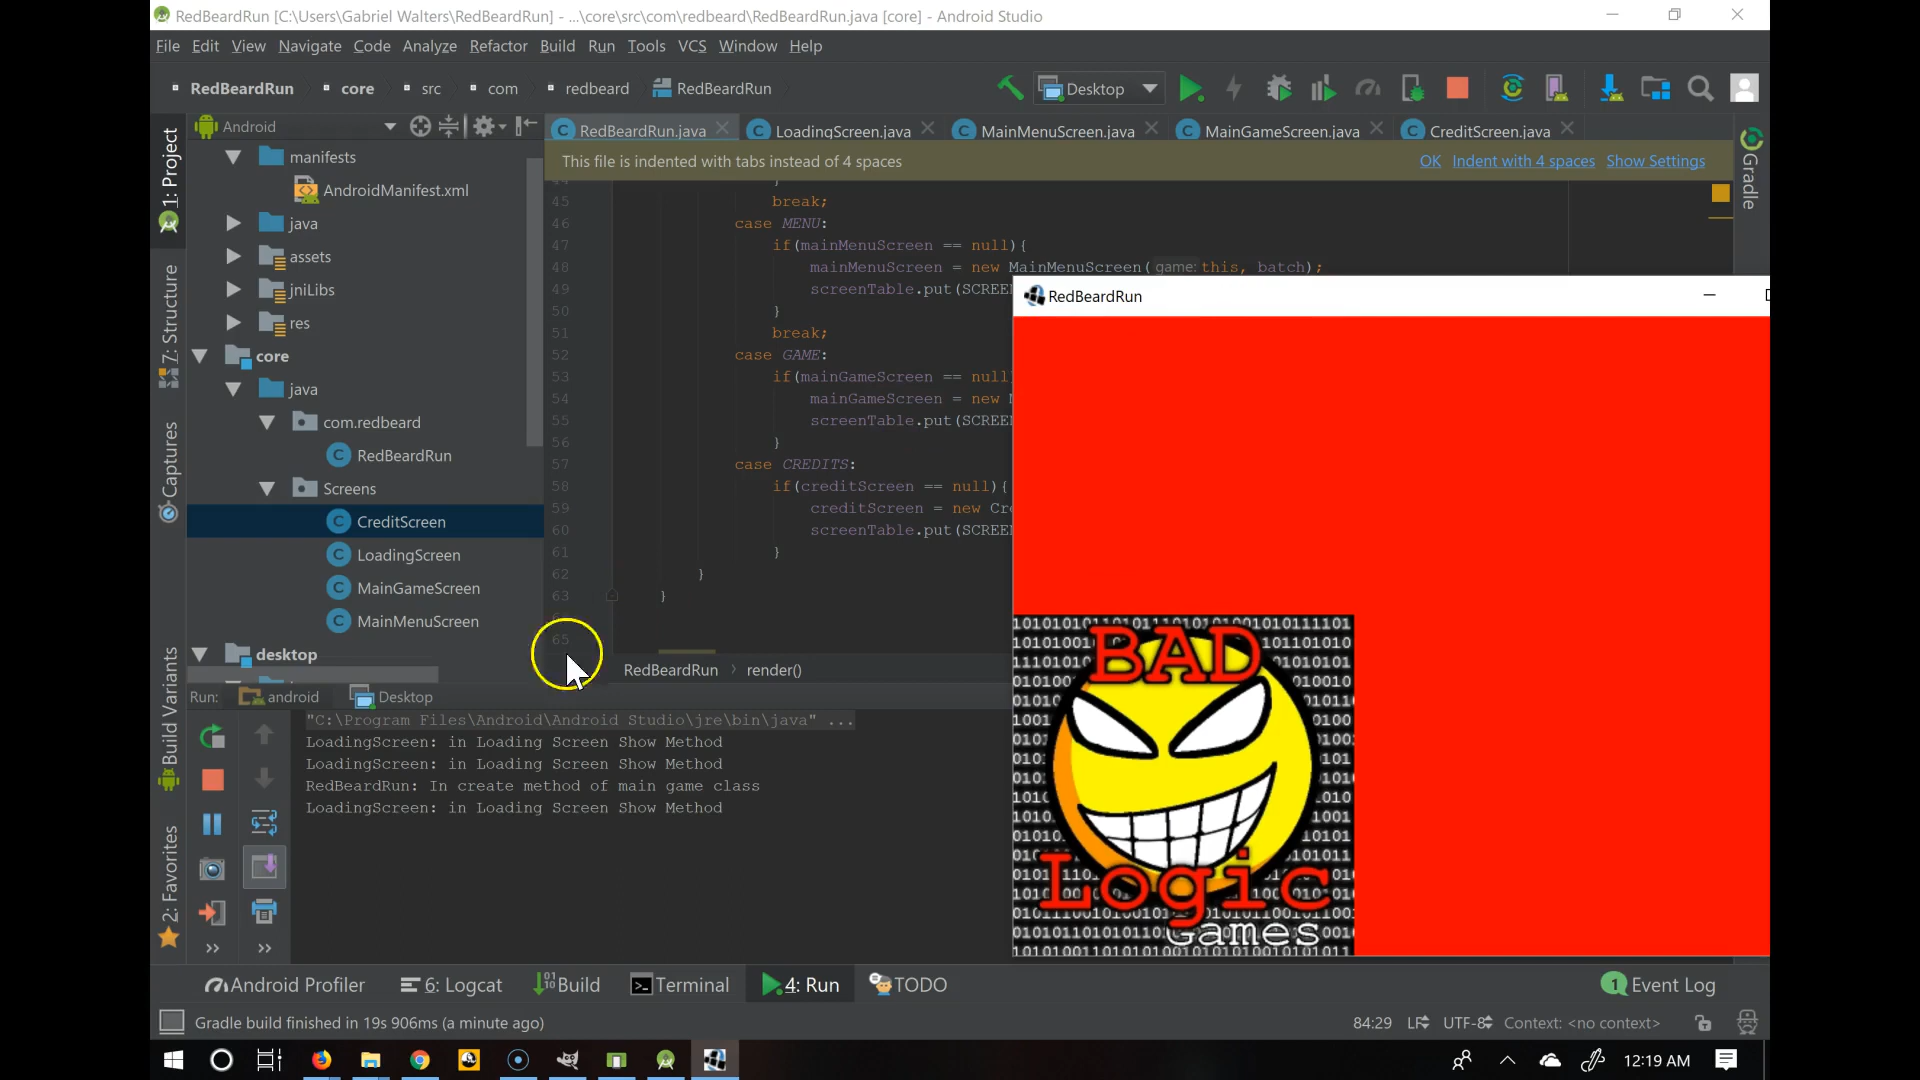 RedBeardRun [C:\Users\Gabriel Walters\RedBeardRun] - ...\core\src\com\redbeard\RedBeardRun.java [core] - Android Studio
File Edit View Navigate Code Analyze Refactor Build Run Tools VCS Window Help
RedBeardRun core src com redbeard RedBeardRun
Desktop
Android
RedBeardRun.java LoadingScreen.java MainMenuScreen.java MainGameScreen.java CreditScreen.java
This file is indented with tabs instead of 4 spaces
OK Indent with 4 spaces Show Settings
1: Project
7: Structure
Captures
Build Variants
2: Favorites
manifests
AndroidManifest.xml
java
assets
jniLibs
res
core
java
com.redbeard
RedBeardRun
Screens
CreditScreen
LoadingScreen
MainGameScreen
MainMenuScreen
desktop
45 break;
46 case MENU:
47 if(mainMenuScreen == null){
48 mainMenuScreen = new MainMenuScreen( game: this, batch);
49 screenTable.put(SCREE
50 }
51 break;
52 case GAME:
53 if(mainGameScreen == null
54 mainGameScreen = new
55 screenTable.put(SCREE
56 }
57 case CREDITS:
58 if(creditScreen == null){
59 creditScreen = new Cr
60 screenTable.put(SCREE
61 }
62 }
63 }
65
RedBeardRun render()
Gradle
RedBeardRun
BAD
Logic
Games
Run: android Desktop
"C:\Program Files\Android\Android Studio\jre\bin\java" ...
LoadingScreen: in Loading Screen Show Method
LoadingScreen: in Loading Screen Show Method
RedBeardRun: In create method of main game class
LoadingScreen: in Loading Screen Show Method
Android Profiler 6: Logcat Build Terminal 4: Run TODO
1 Event Log
Gradle build finished in 19s 906ms (a minute ago)
84:29 LF UTF-8 Context: <no context>
12:19 AM